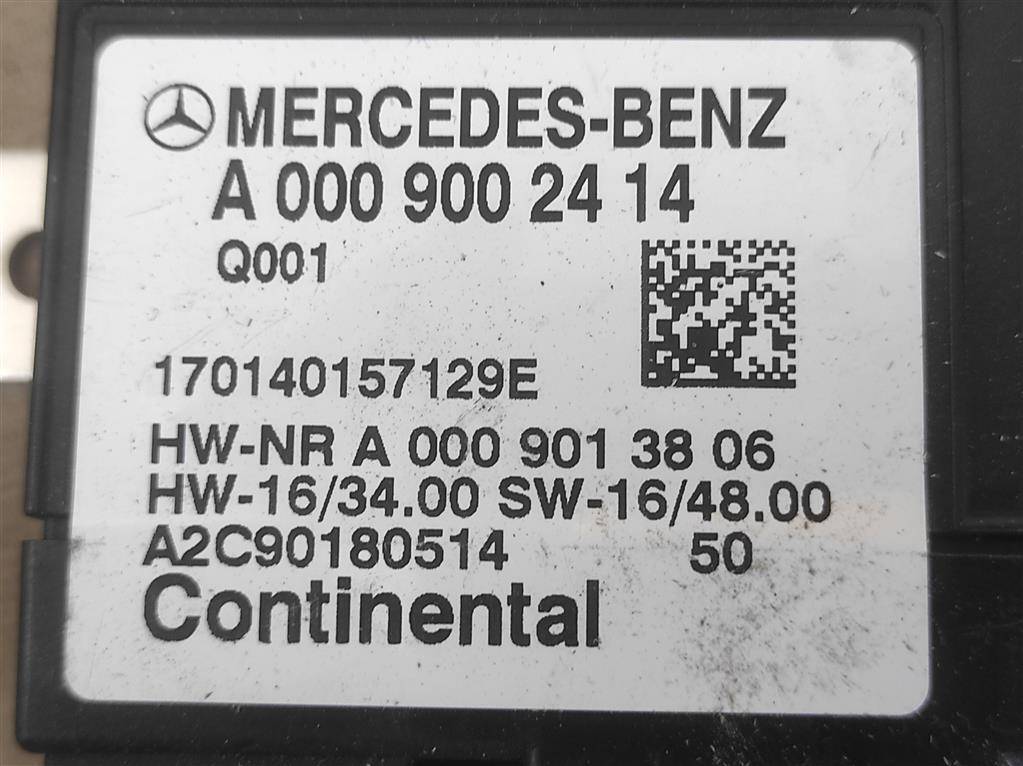 MERCEDES-BENZ
A 000 900 24 14
Q001
170140157129E
HW-NR A 000 901 38 06
HW-16/34.00 SW-16/48.00
A2C90180514 50
Continental